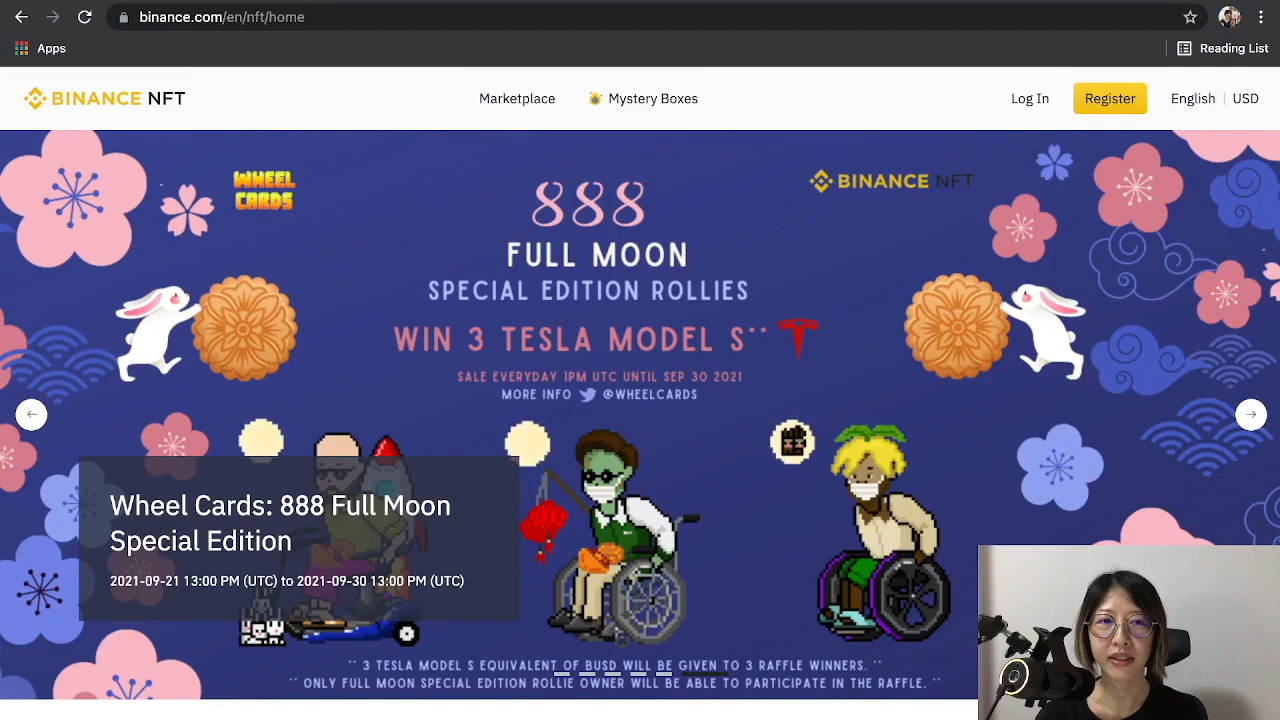 binance.com/en/nft/home
Apps
Reading List
BINANCE NFT
Marketplace
Mystery Boxes
Log In
Register
English
USD
WHEEL
CARDS
BINANCE NFT
888
FULL MOON
SPECIAL EDITION ROLLIES
WIN 3 TESLA MODEL S**
SALE EVERYDAY 1PM UTC UNTIL SEP 30 2021
MORE INFO @WHEELCARDS
Wheel Cards: 888 Full Moon
Special Edition
2021-09-21 13:00 PM (UTC) to 2021-09-30 13:00 PM (UTC)
** 3 TESLA MODEL S EQUIVALENT OF BUSD WILL BE GIVEN TO 3 RAFFLE WINNERS. **
** ONLY FULL MOON SPECIAL EDITION ROLLIE OWNER WILL BE ABLE TO PARTICIPATE IN THE RAFFLE. **